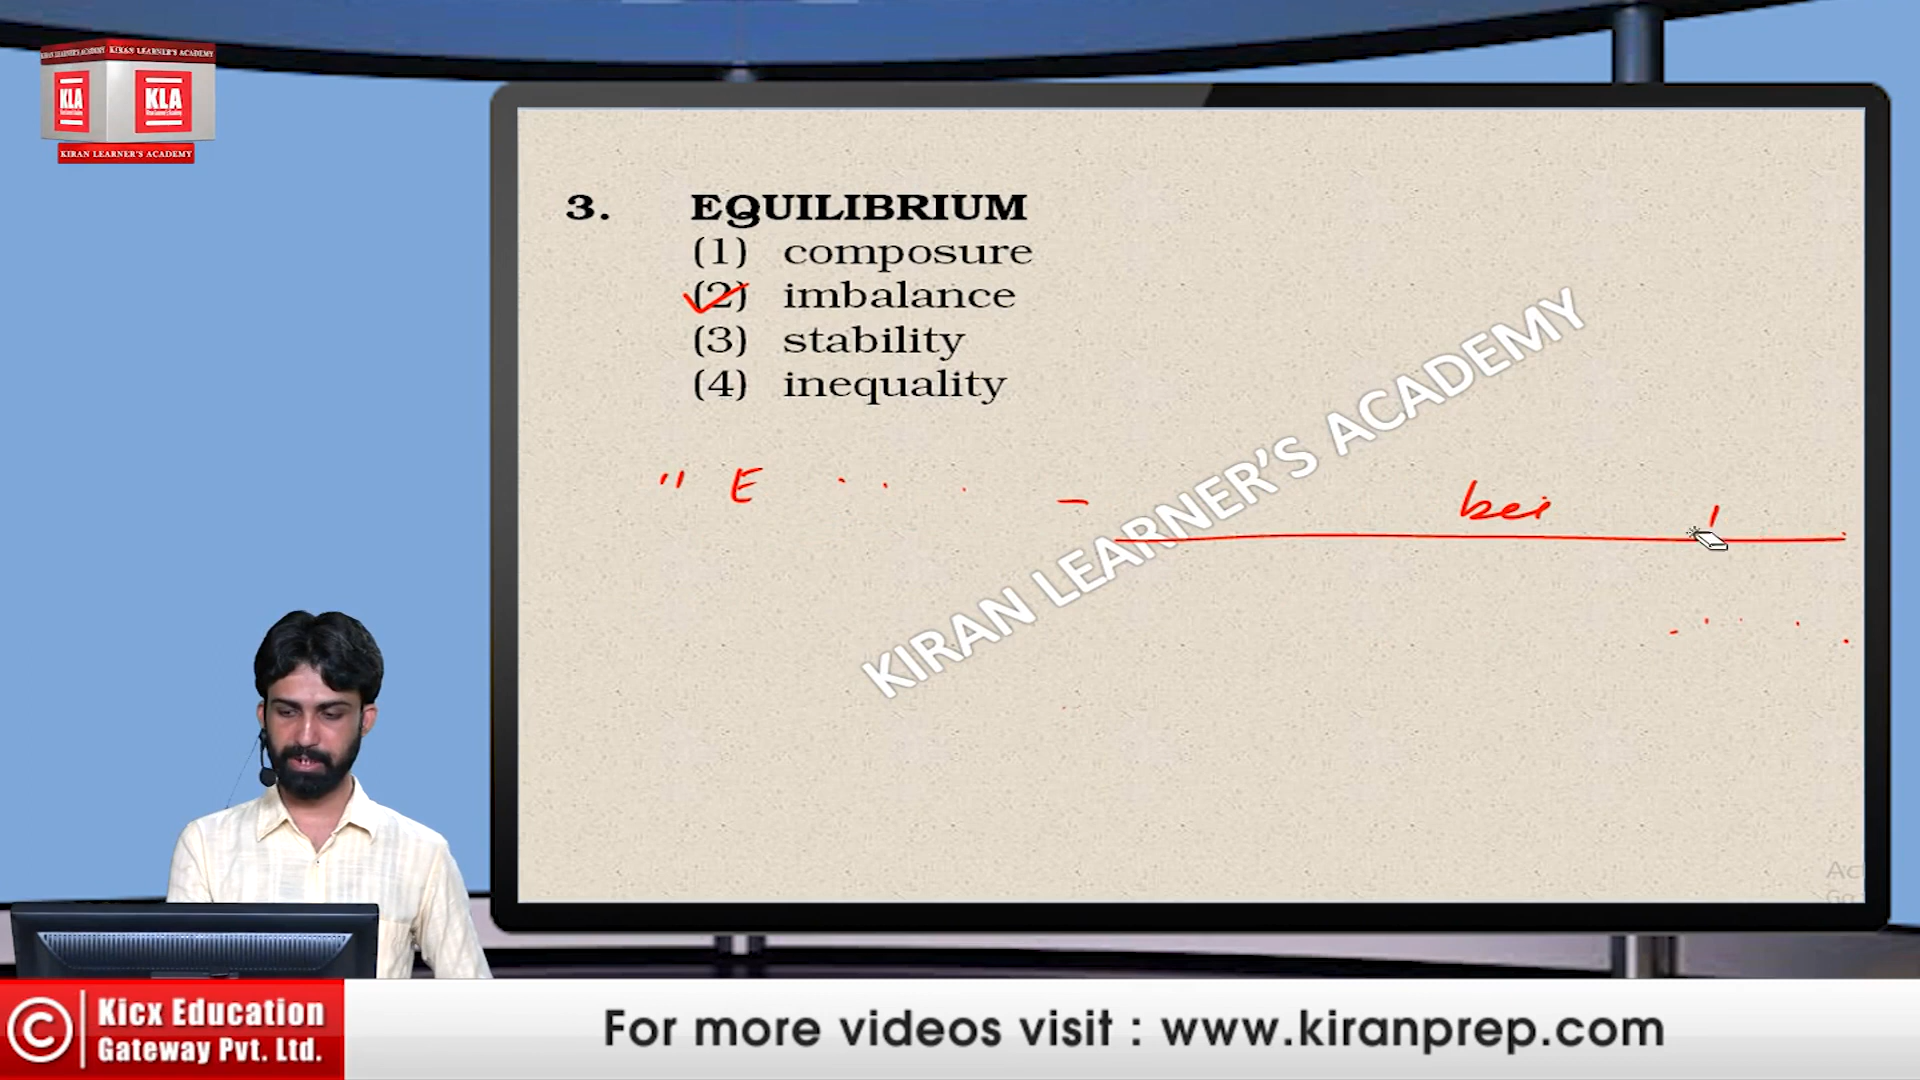 KIRAN LEARNER'S ACADEMY KIRAN LEARNER'S ACADEMY
KLA KLA
KIRAN LEARNER'S ACADEMY
3. EQUILIBRIUM
(1) composure
(2) imbalance
(3) stability
(4) inequality
" E
KIRAN LEARNER'S ACADEMY
Kicx Education
Gateway Pvt. Ltd.
For more videos visit : www.kiranprep.com